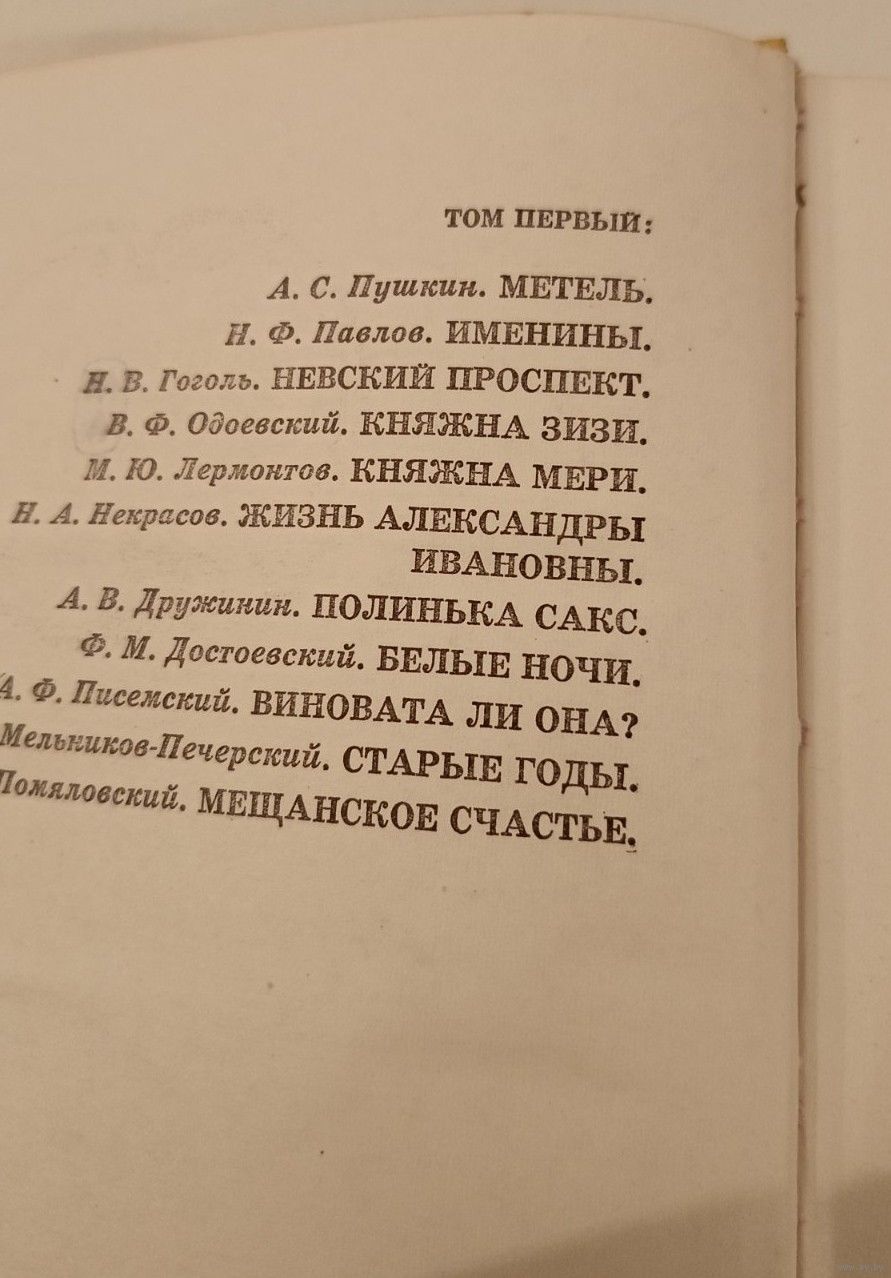 ТОМ ПЕРВЫЙ:
А. С. Пушкин. МЕТЕЛЬ.
Н. Ф. Павлов. ИМЕНИНЫ.
Н. В. Гоголь. НЕВСКИЙ ПРОСПЕКТ.
В. Ф. Одоевский. КНЯЖНА ЗИЗИ.
М. Ю. Лермонтов. КНЯЖНА МЕРИ.
Н. А. Некрасов. ЖИЗНЬ АЛЕКСАНДРЫ
ИВАНОВНЫ.
А. В. Дружинин. ПОЛИНЬКА САКС.
Ф. М. Достоевский. БЕЛЫЕ НОЧИ.
А. Ф. Писемский. ВИНОВАТА ЛИ ОНА?
Мельников-Печерский. СТАРЫЕ ГОДЫ.
Помяловский. МЕЩАНСКОЕ СЧАСТЬЕ.